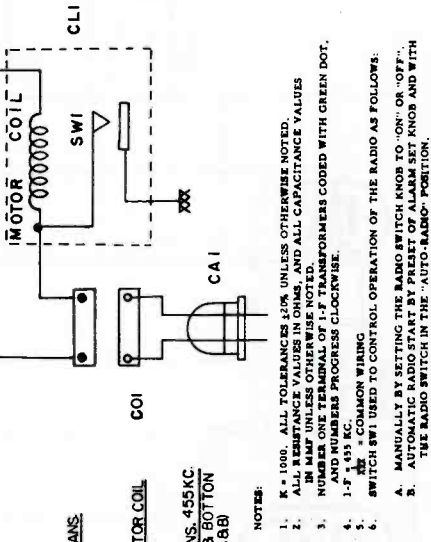 CL1
MOTOR COIL
SW1
CO1
CA1
ANS.
TOR COIL
NS. 455KC.
& BOTTON
&B)
NOTES:
1. K = 1000. ALL TOLERANCES ±20% UNLESS OTHERWISE NOTED.
2. ALL RESISTANCE VALUES IN OHMS, AND ALL CAPACITANCE VALUES
IN MMF UNLESS OTHERWISE NOTED.
3. NUMBER ONE TERMINAL OF I-F TRANSFORMERS CODED WITH GREEN DOT,
AND NUMBERS PROGRESS CLOCKWISE.
4. I-F = 455 KC.
5. XXX = COMMON WIRING
6. SWITCH SW1 USED TO CONTROL OPERATION OF THE RADIO AS FOLLOWS:
A. MANUALLY BY SETTING THE RADIO SWITCH KNOB TO "ON" OR "OFF".
B. AUTOMATIC RADIO START BY PRESET OF ALARM SET KNOB AND WITH
THE RADIO SWITCH IN THE "AUTO-RADIO" POSITION.